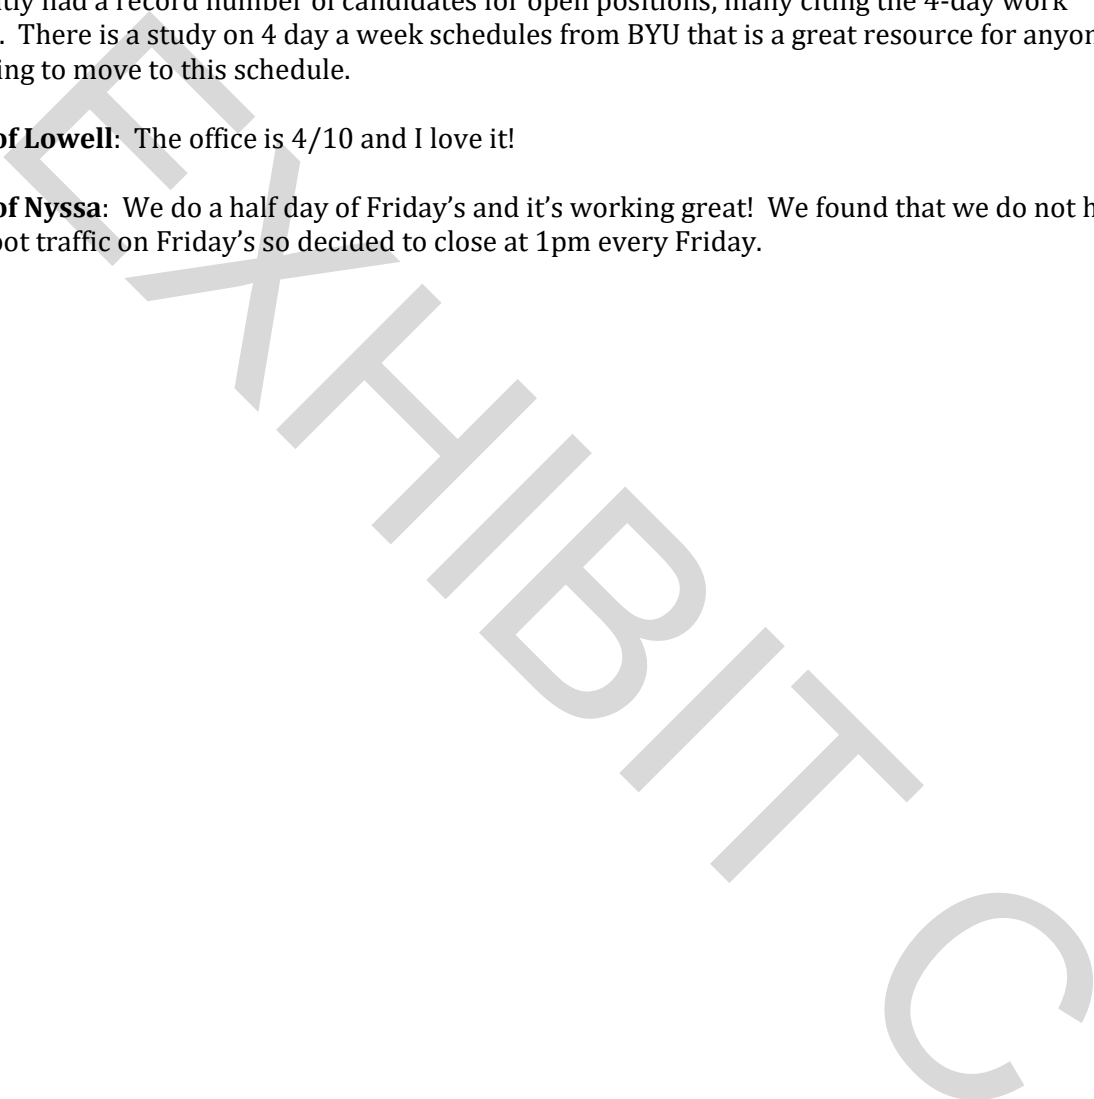 had a record number of candidates for open positions, many citing the 4-day work
. There is a study on 4 day a week schedules from BYU that is a great resource for
ing to move to this schedule.
of Lowell: The office is 4/10 and I love it!
of Nyssa: We do a half day of Friday’s and it’s working great! We found that we do not
traffic on Friday’s so decided to close at 1pm every Friday.
EXHIBIT C